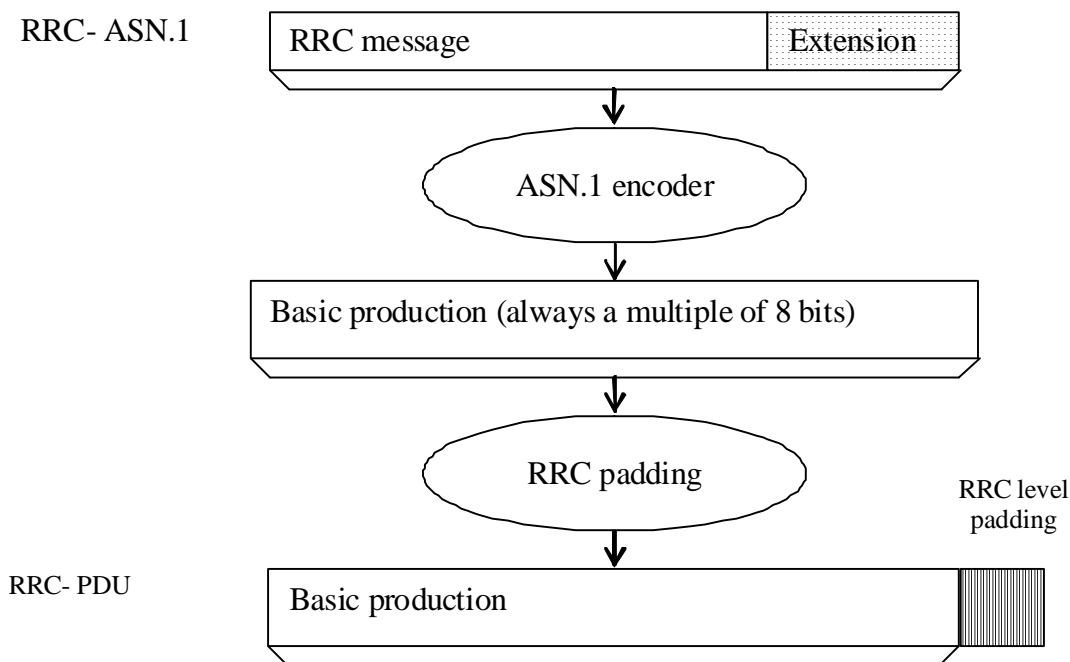 RRC- ASN.1
RRC message
Extension
ASN.1 encoder
Basic production (always a multiple of 8 bits)
RRC padding
RRC level
padding
RRC- PDU
Basic production